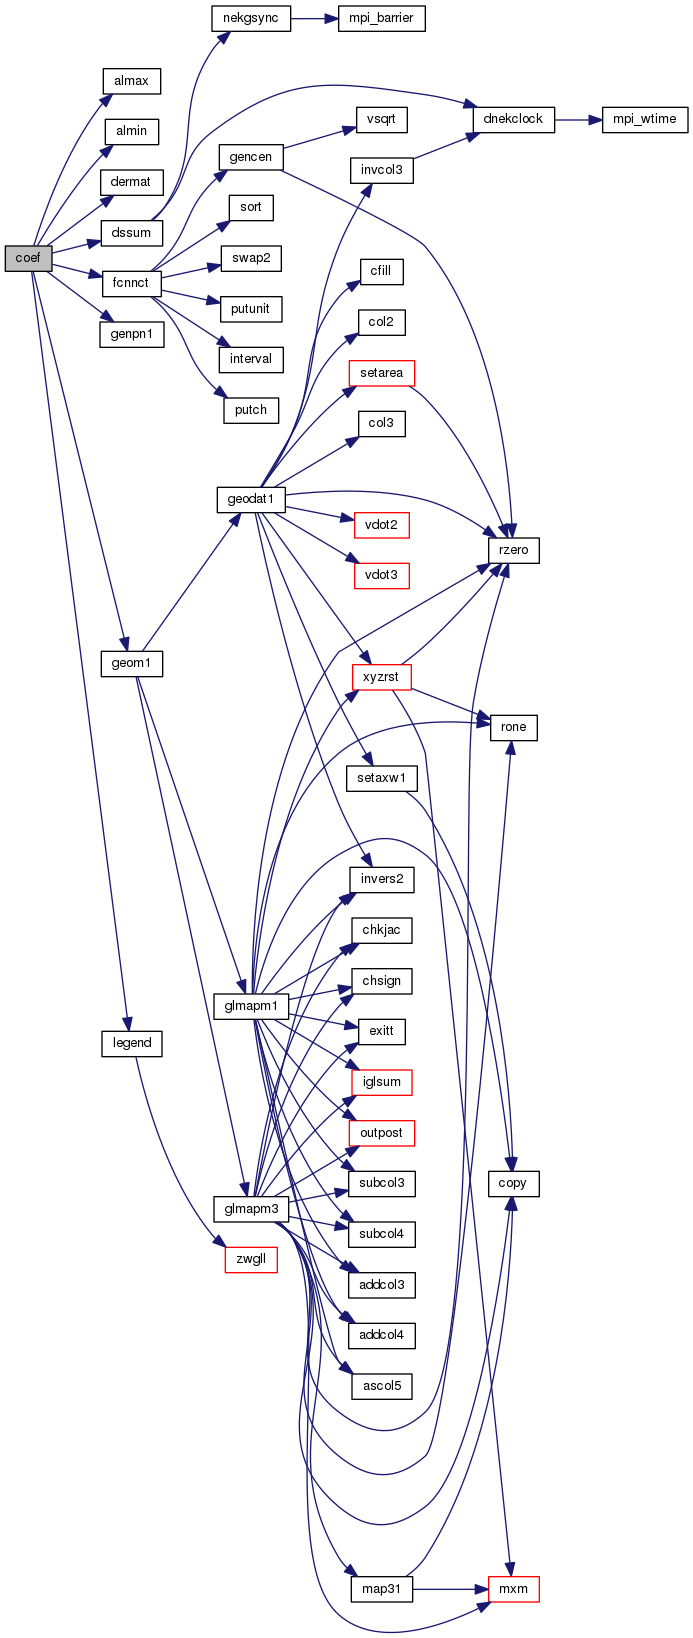 nekgsync
mpi_barrier
almax
almin
dermat
dssum
coef
fcnnct
genpn1
gencen
sort
swap2
putunit
interval
putch
vsqrt
dnekclock
mpi_wtime
invcol3
cfill
col2
setarea
col3
geodat1
vdot2
vdot3
rzero
geom1
xyzrst
rone
setaxw1
invers2
chkjac
chsign
glmapm1
exitt
legend
iglsum
outpost
subcol3
copy
glmapm3
subcol4
zwgll
addcol3
addcol4
ascol5
map31
mxm